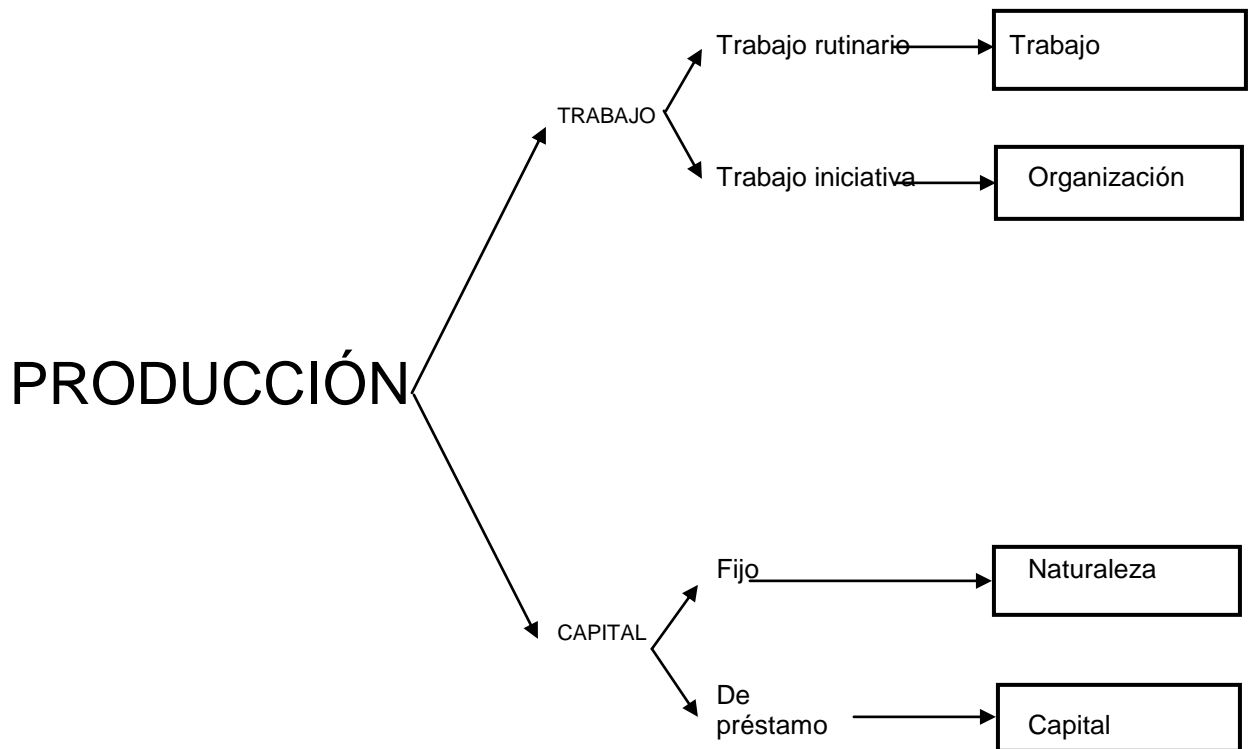 Trabajo rutinario
Trabajo
TRABAJO
Trabajo iniciativa
Organización
PRODUCCIÓN
Fijo
Naturaleza
CAPITAL
De
préstamo
Capital